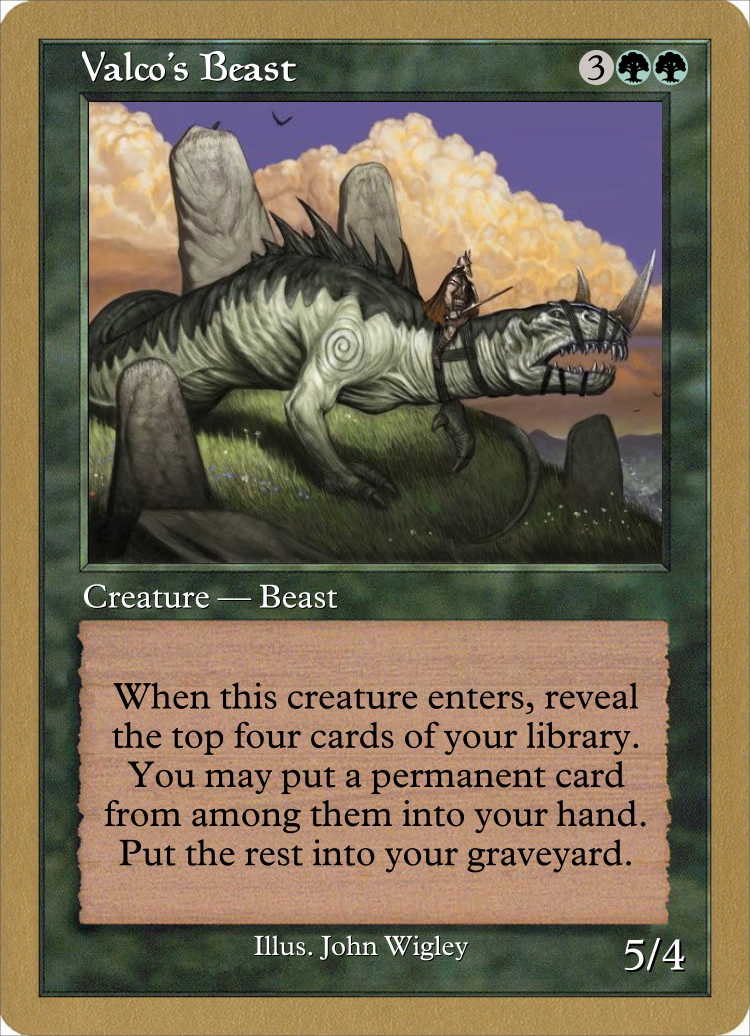 Valco's Beast 3
Creature — Beast
When this creature enters, reveal
the top four cards of your library.
You may put a permanent card
from among them into your hand.
Put the rest into your graveyard.
Illus. John Wigley
5/4